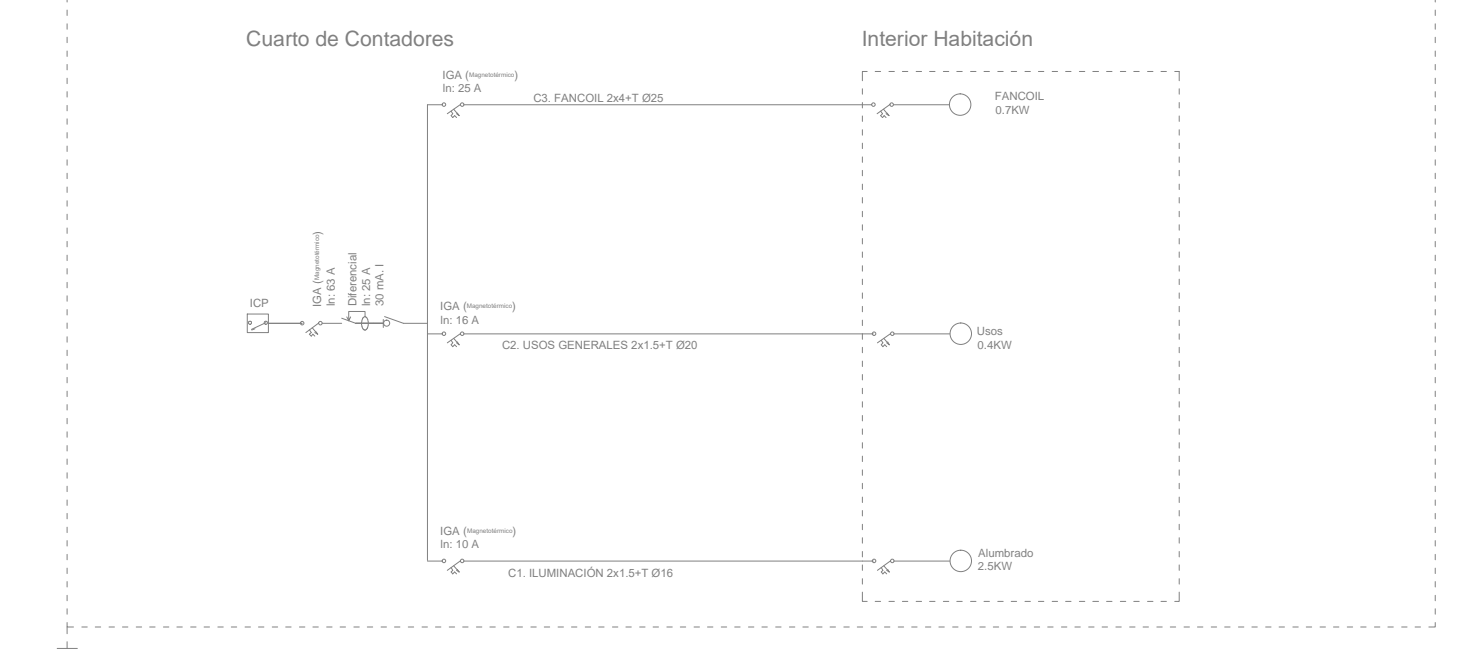 Cuarto de Contadores
Interior Habitación
IGA (Magnetotérmico)
In: 25 A
C3. FANCOIL 2x4+T Ø25
FANCOIL
0.7KW
ICP
IGA (Magnetotérmico)
In: 63 A
Diferencial
In: 25 A
30 mA. I
IGA (Magnetotérmico)
In: 16 A
C2. USOS GENERALES 2x1.5+T Ø20
Usos
0.4KW
IGA (Magnetotérmico)
In: 10 A
C1. ILUMINACIÓN 2x1.5+T Ø16
Alumbrado
2.5KW